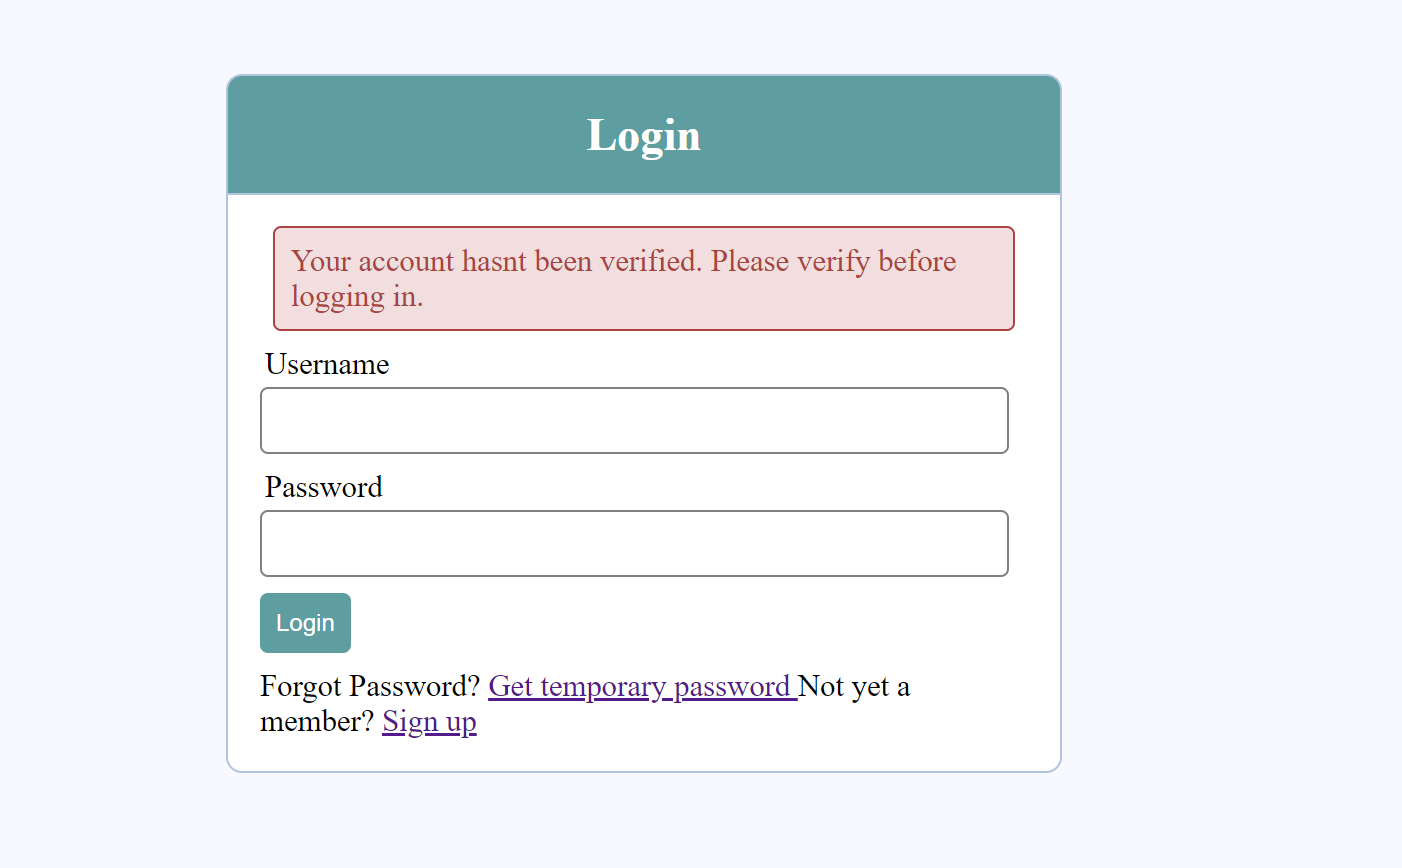 Login
Your account hasnt been verified. Please verify before
logging in.
Username
Password
Login
Forgot Password? Get temporary password Not yet a
member? Sign up